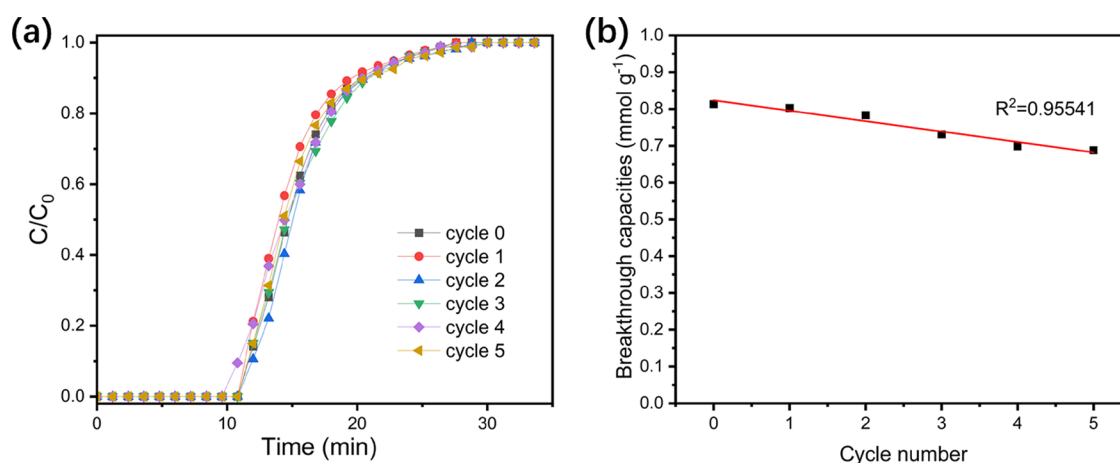 (a)
1.0
0.8
0.6
0.4
0.2
0.0
C/C₀
0
10
20
30
Time (min)
cycle 0
cycle 1
cycle 2
cycle 3
cycle 4
cycle 5
(b)
1.0
0.9
0.8
0.7
0.6
0.5
0.4
0.3
0.2
0.1
0.0
Breakthrough capacities (mmol g⁻¹)
R²=0.95541
0
1
2
3
4
5
Cycle number